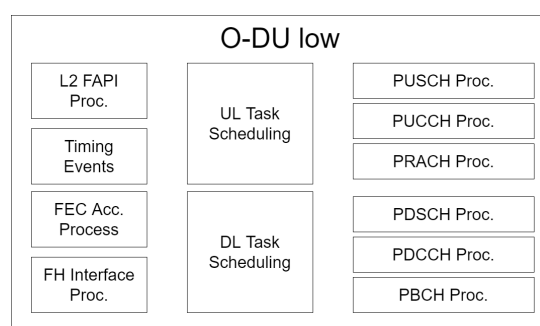 O-DU low
L2 FAPI
Proc.
Timing
Events
FEC Acc.
Process
FH Interface
Proc.
UL Task
Scheduling
DL Task
Scheduling
PUSCH Proc.
PUCCH Proc.
PRACH Proc.
PDSCH Proc.
PDCCH Proc.
PBCH Proc.